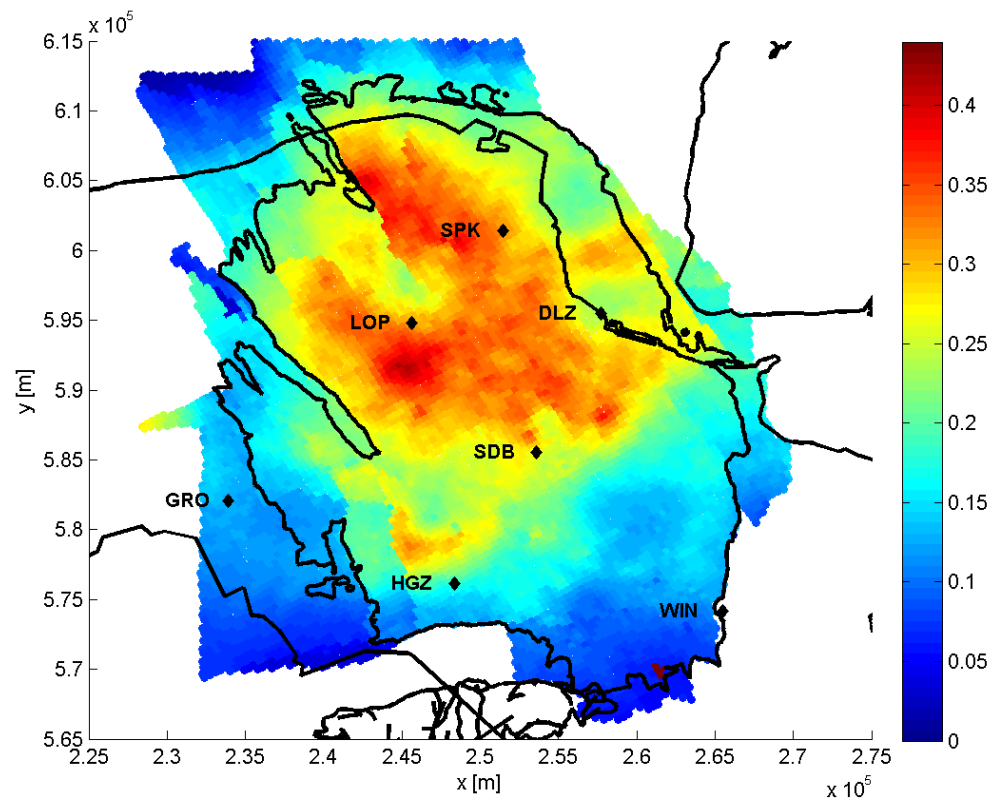 x 10^5
6.15
6.1
6.05
6
5.95
5.9
5.85
5.8
5.75
5.7
5.65
y [m]
SPK
LOP
DLZ
SDB
GRO
HGZ
WIN
0.4
0.35
0.3
0.25
0.2
0.15
0.1
0.05
0
2.25 2.3 2.35 2.4 2.45 2.5 2.55 2.6 2.65 2.7 2.75
x [m]
x 10^5